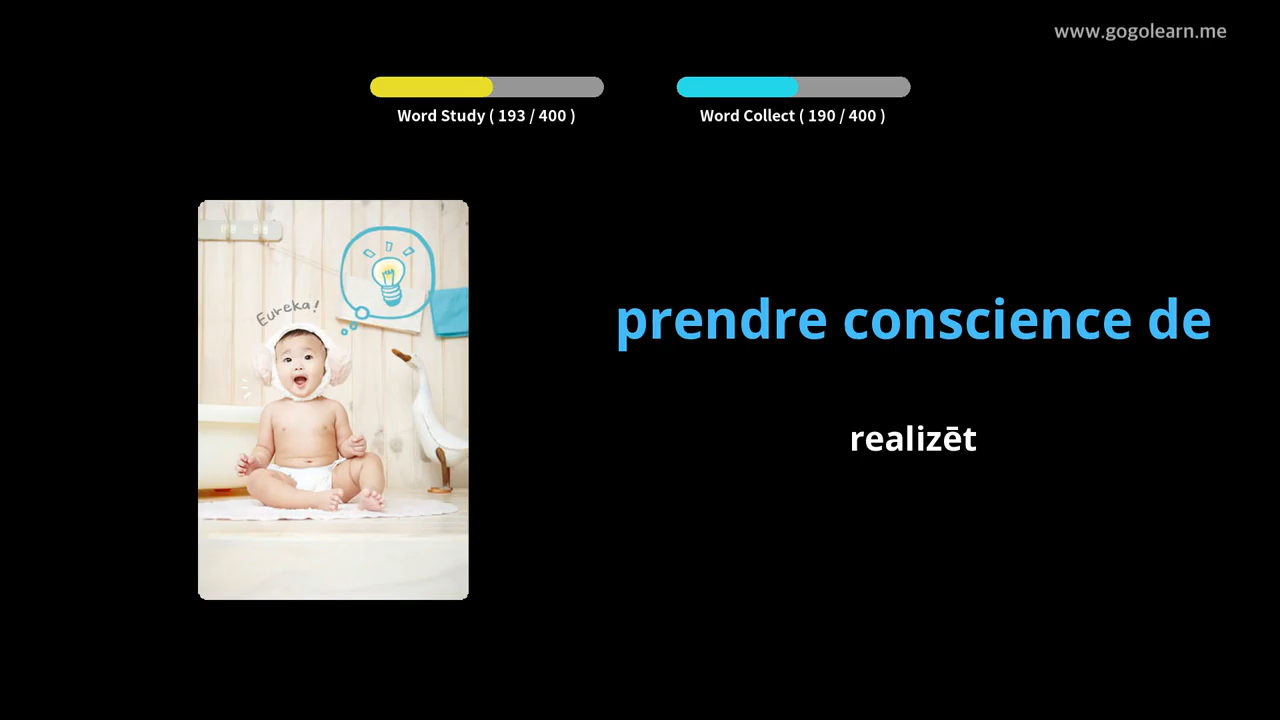 www.gogolearn.me
Word Study ( 193 / 400 )
Word Collect ( 190 / 400 )
Eureka!
prendre conscience de
realizēt